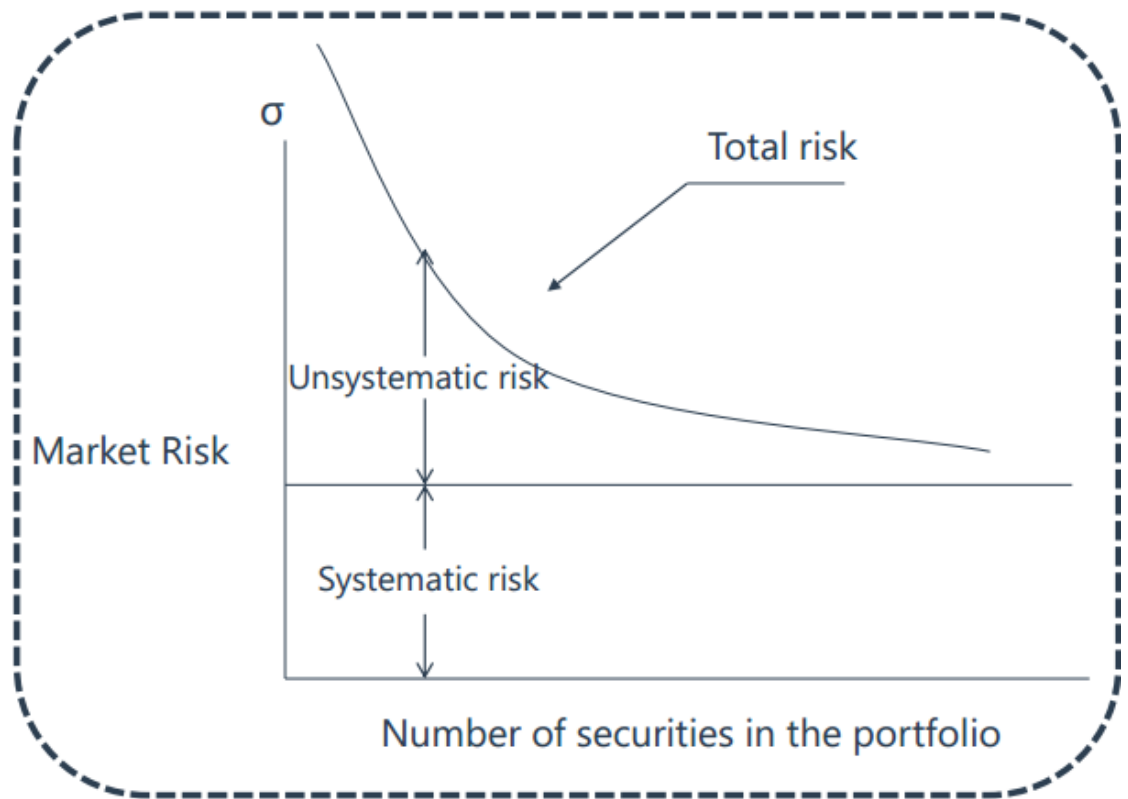 σ
Total risk
Unsystematic risk
Market Risk
Systematic risk
Number of securities in the portfolio